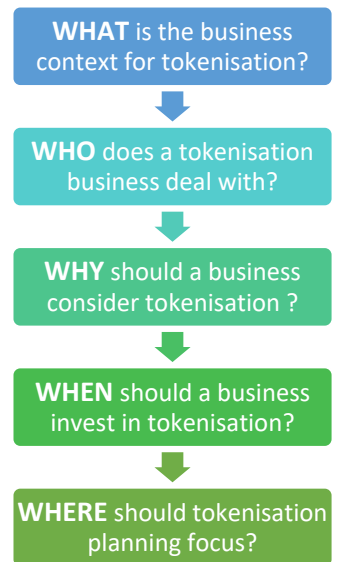 WHAT is the business
context for tokenisation?
WHO does a tokenisation
business deal with?
WHY should a business
consider tokenisation ?
WHEN should a business
invest in tokenisation?
WHERE should tokenisation
planning focus?